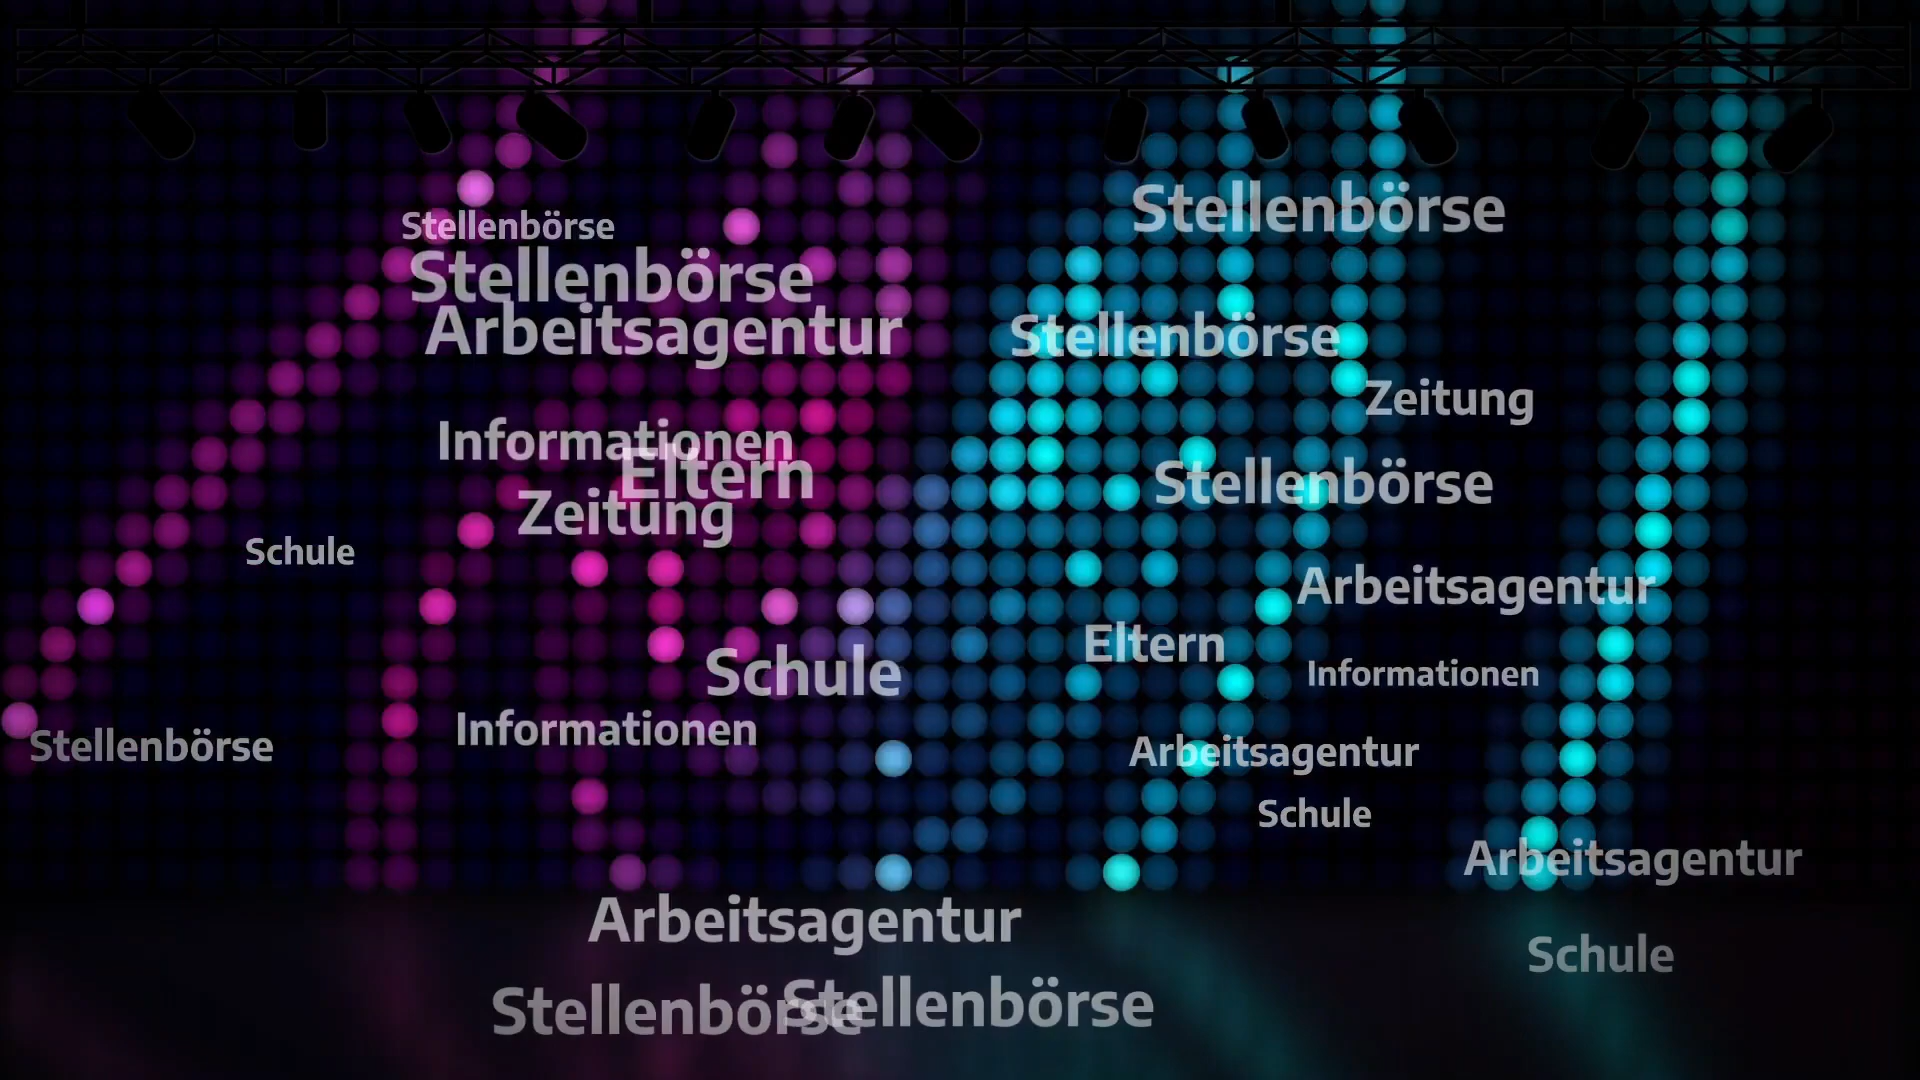 Stellenbörse
Stellenbörse
Stellenbörse
Arbeitsagentur
Stellenbörse
Zeitung
Informationen
Eltern
Stellenbörse
Zeitung
Schule
Arbeitsagentur
Eltern
Schule
Informationen
Informationen
Stellenbörse
Arbeitsagentur
Schule
Arbeitsagentur
Arbeitsagentur
Schule
Stellenbörse
Stellenbörse